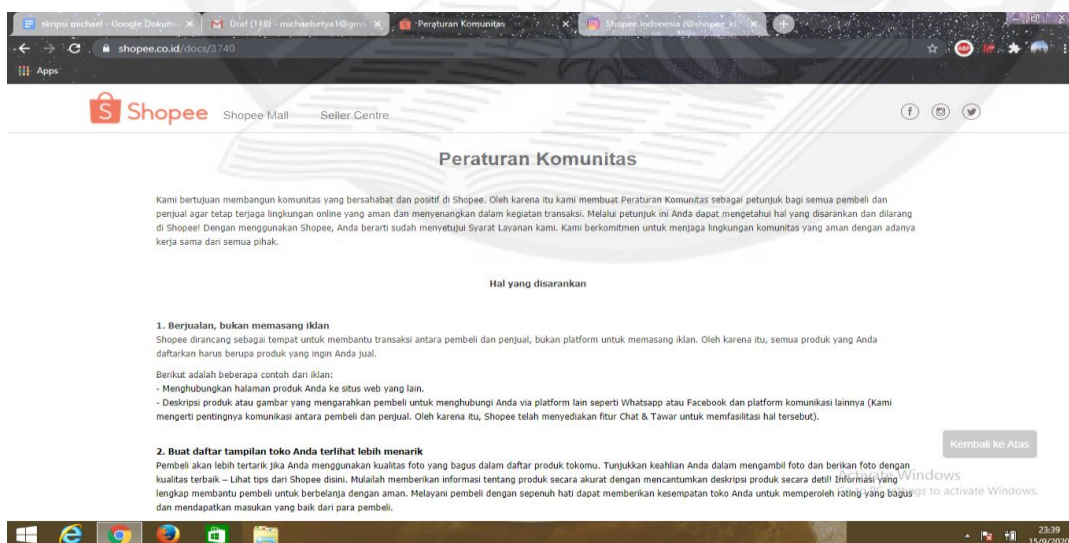 skripsi michael - Google Dokum
Draf (118) - michaelsetya1@gm
Peraturan Komunitas
Shopee Indonesia (@shopee_id)
shopee.co.id/docs/3740
Apps
Shopee Shopee Mall Seller Centre
Peraturan Komunitas
Kami bertujuan membangun komunitas yang bersahabat dan positif di Shopee. Oleh karena itu kami membuat Peraturan Komunitas sebagai petunjuk bagi semua pembeli dan
penjual agar tetap terjaga lingkungan online yang aman dan menyenangkan dalam kegiatan transaksi. Melalui petunjuk ini Anda dapat mengetahui hal yang disarankan dan dilarang
di Shopee! Dengan menggunakan Shopee, Anda berarti sudah menyetujui Syarat Layanan kami. Kami berkomitmen untuk menjaga lingkungan komunitas yang aman dengan adanya
kerja sama dari semua pihak.
Hal yang disarankan
1. Berjualan, bukan memasang iklan
Shopee dirancang sebagai tempat untuk membantu transaksi antara pembeli dan penjual, bukan platform untuk memasang iklan. Oleh karena itu, semua produk yang Anda
daftarkan harus berupa produk yang ingin Anda jual.
Berikut adalah beberapa contoh dari iklan:
- Menghubungkan halaman produk Anda ke situs web yang lain.
- Deskripsi produk atau gambar yang mengarahkan pembeli untuk menghubungi Anda via platform lain seperti Whatsapp atau Facebook dan platform komunikasi lainnya (Kami
mengerti pentingnya komunikasi antara pembeli dan penjual. Oleh karena itu, Shopee telah menyediakan fitur Chat & Tawar untuk memfasilitasi hal tersebut).
Kembali ke Atas
2. Buat daftar tampilan toko Anda terlihat lebih menarik
Pembeli akan lebih tertarik jika Anda menggunakan kualitas foto yang bagus dalam daftar produk tokomu. Tunjukkan keahlian Anda dalam mengambil foto dan berikan foto dengan
kualitas terbaik – Lihat tips dari Shopee disini. Mulailah memberikan informasi tentang produk secara akurat dengan mencantumkan deskripsi produk secara detil! Informasi yang
lengkap membantu pembeli untuk berbelanja dengan aman. Melayani pembeli dengan sepenuh hati dapat memberikan kesempatan toko Anda untuk memperoleh rating yang bagus
dan mendapatkan masukan yang baik dari para pembeli.
Activate Windows
Go to PC settings to activate Windows.
23:39
15/9/2020